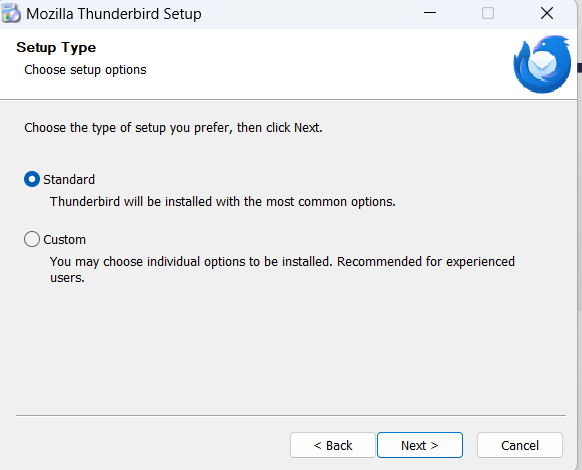 Mozilla Thunderbird Setup
Setup Type
Choose setup options
Choose the type of setup you prefer, then click Next.
Standard
Thunderbird will be installed with the most common options.
Custom
You may choose individual options to be installed. Recommended for experienced
users.
< Back
Next >
Cancel